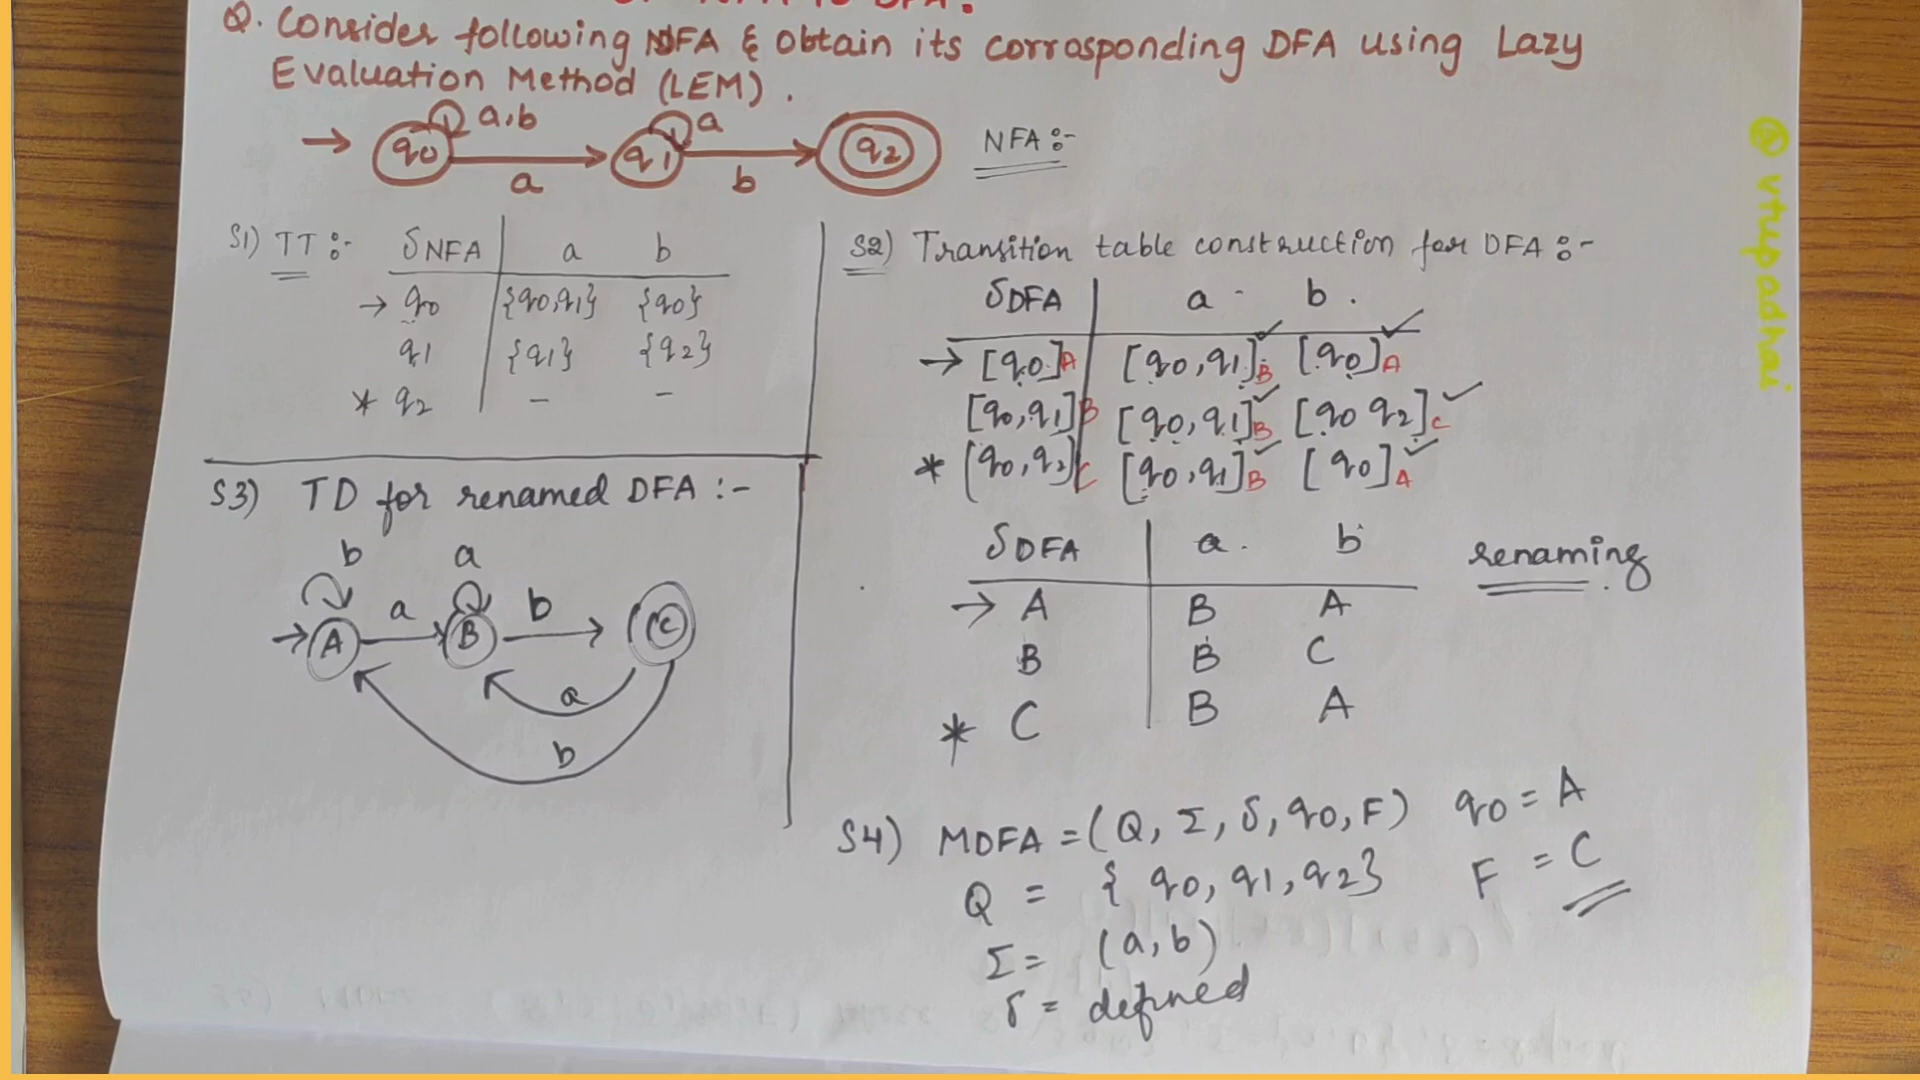 Q. Consider following NDFA & obtain its corrosponding DFA using Lazy
Evaluation Method (LEM).
a,b
a
→ q0 q1 q2
a b
NFA :-
S1) TT :-
δNFA a b
→ q0 {q0,q1} {q0}
q1 {q1} {q2}
* q2 - -
S2) Transition table construction for DFA :-
δDFA a b.
→ [q0]A [q0,q1]B ✓ [q0]A ✓
[q0,q1]B [q0,q1]B ✓ [q0 q2]C ✓
* [q0,q2]C [q0,q1]B ✓ [q0]A ✓
δDFA a. b
renaming
→ A B A
B B C
* C B A
S3) TD for renamed DFA :-
b a
a b
→ A B C
a
b
S4) MDFA = (Q, Σ, δ, q0, F) q0 = A
Q = {q0, q1, q2} F = C
Σ = (a,b)
δ = defined
@ vtupadhai